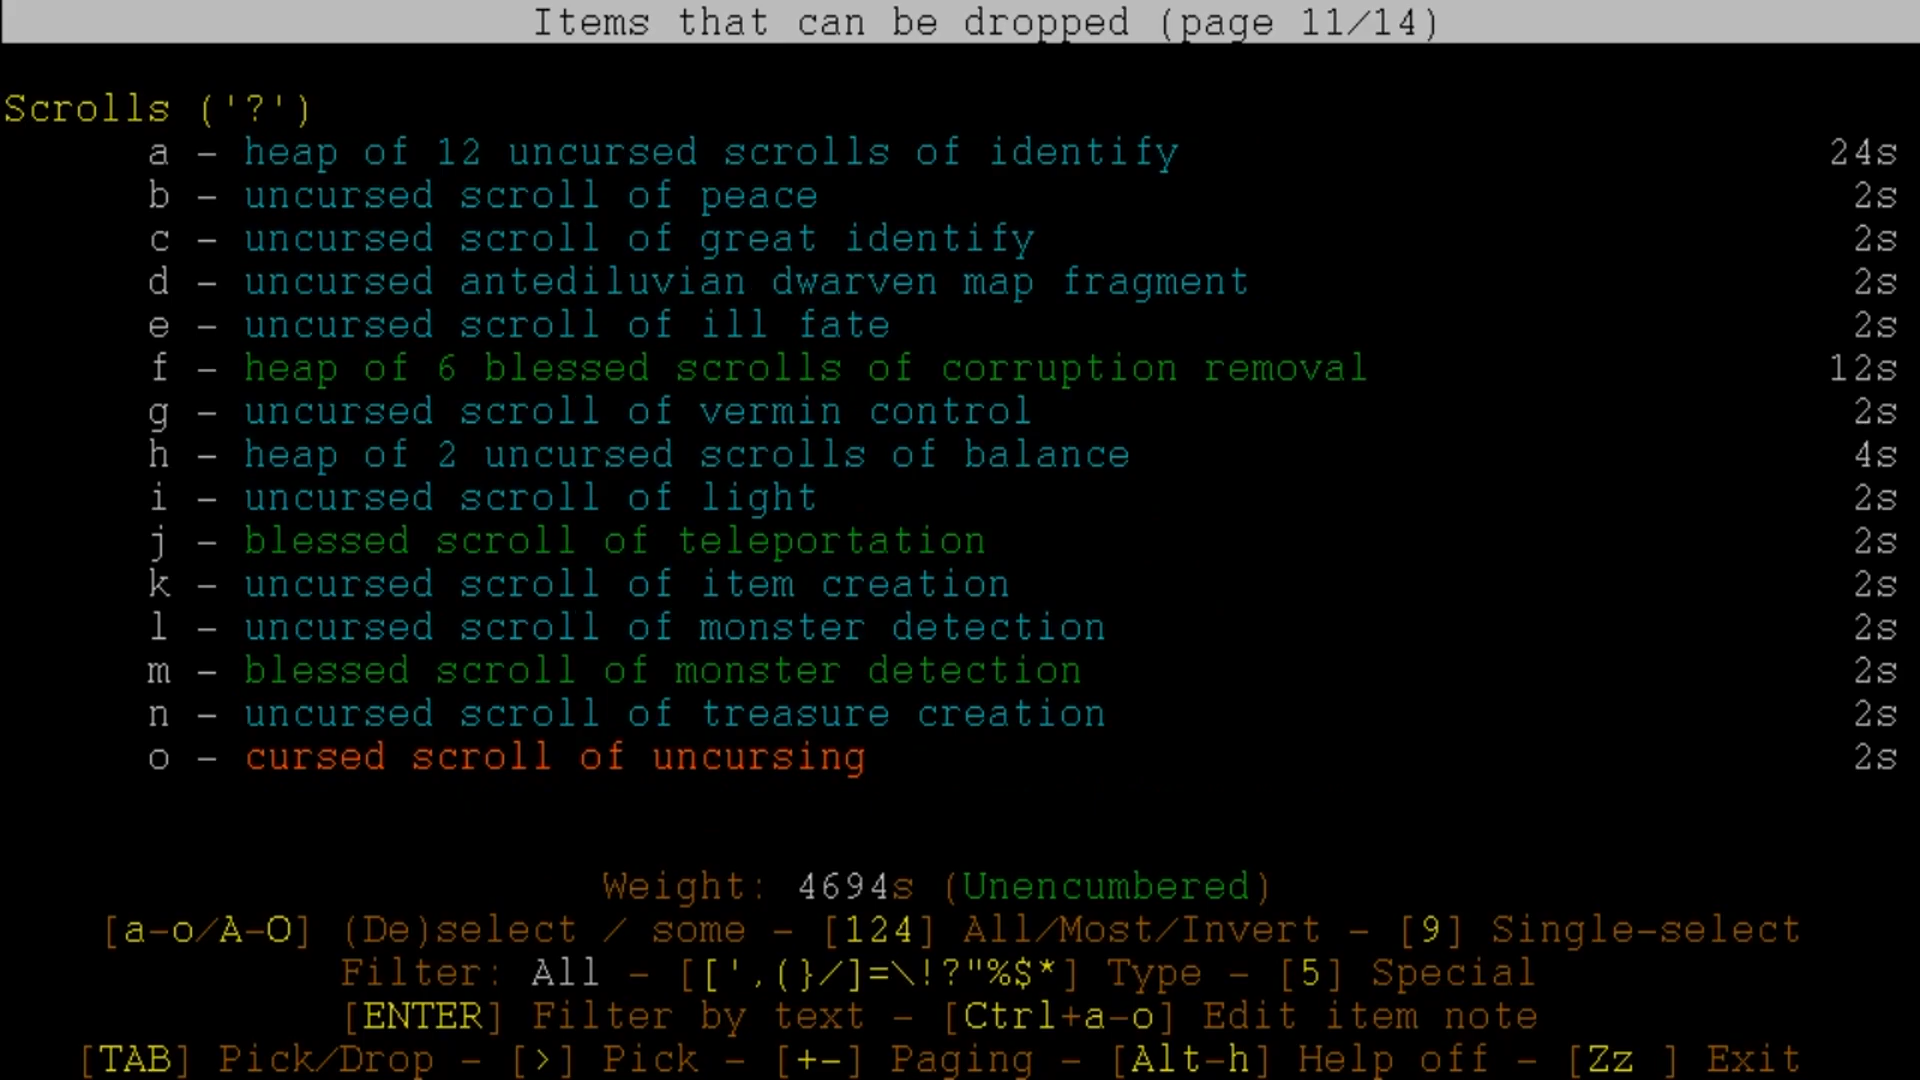 Items that can be dropped (page 11/14)
Scrolls ('?')
a - heap of 12 uncursed scrolls of identify 24s
b - uncursed scroll of peace 2s
c - uncursed scroll of great identify 2s
d - uncursed antediluvian dwarven map fragment 2s
e - uncursed scroll of ill fate 2s
f - heap of 6 blessed scrolls of corruption removal 12s
g - uncursed scroll of vermin control 2s
h - heap of 2 uncursed scrolls of balance 4s
i - uncursed scroll of light 2s
j - blessed scroll of teleportation 2s
k - uncursed scroll of item creation 2s
l - uncursed scroll of monster detection 2s
m - blessed scroll of monster detection 2s
n - uncursed scroll of treasure creation 2s
o - cursed scroll of uncursing 2s
Weight: 4694s (Unencumbered)
[a-o/A-O] (De)select / some - [124] All/Most/Invert - [9] Single-select
Filter: All - [[',(}/]=\!?"%$*] Type - [5] Special
[ENTER] Filter by text - [Ctrl+a-o] Edit item note
[TAB] Pick/Drop - [>] Pick - [+-] Paging - [Alt-h] Help off - [Zz ] Exit